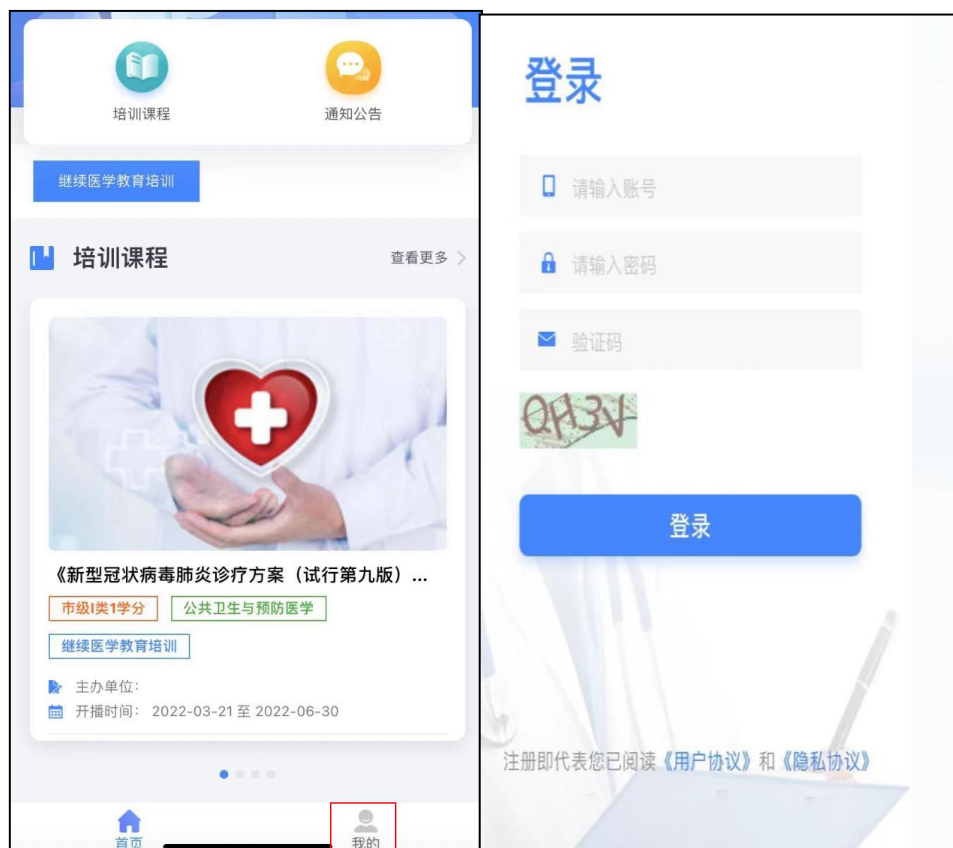 培训课程
通知公告
继续医学教育培训
培训课程
查看更多 >
《新型冠状病毒肺炎诊疗方案（试行第九版）...
市级I类1学分
公共卫生与预防医学
继续医学教育培训
主办单位：
开播时间： 2022-03-21 至 2022-06-30
首页
我的
登录
请输入账号
请输入密码
验证码
QH3V
登录
注册即代表您已阅读《用户协议》和《隐私协议》